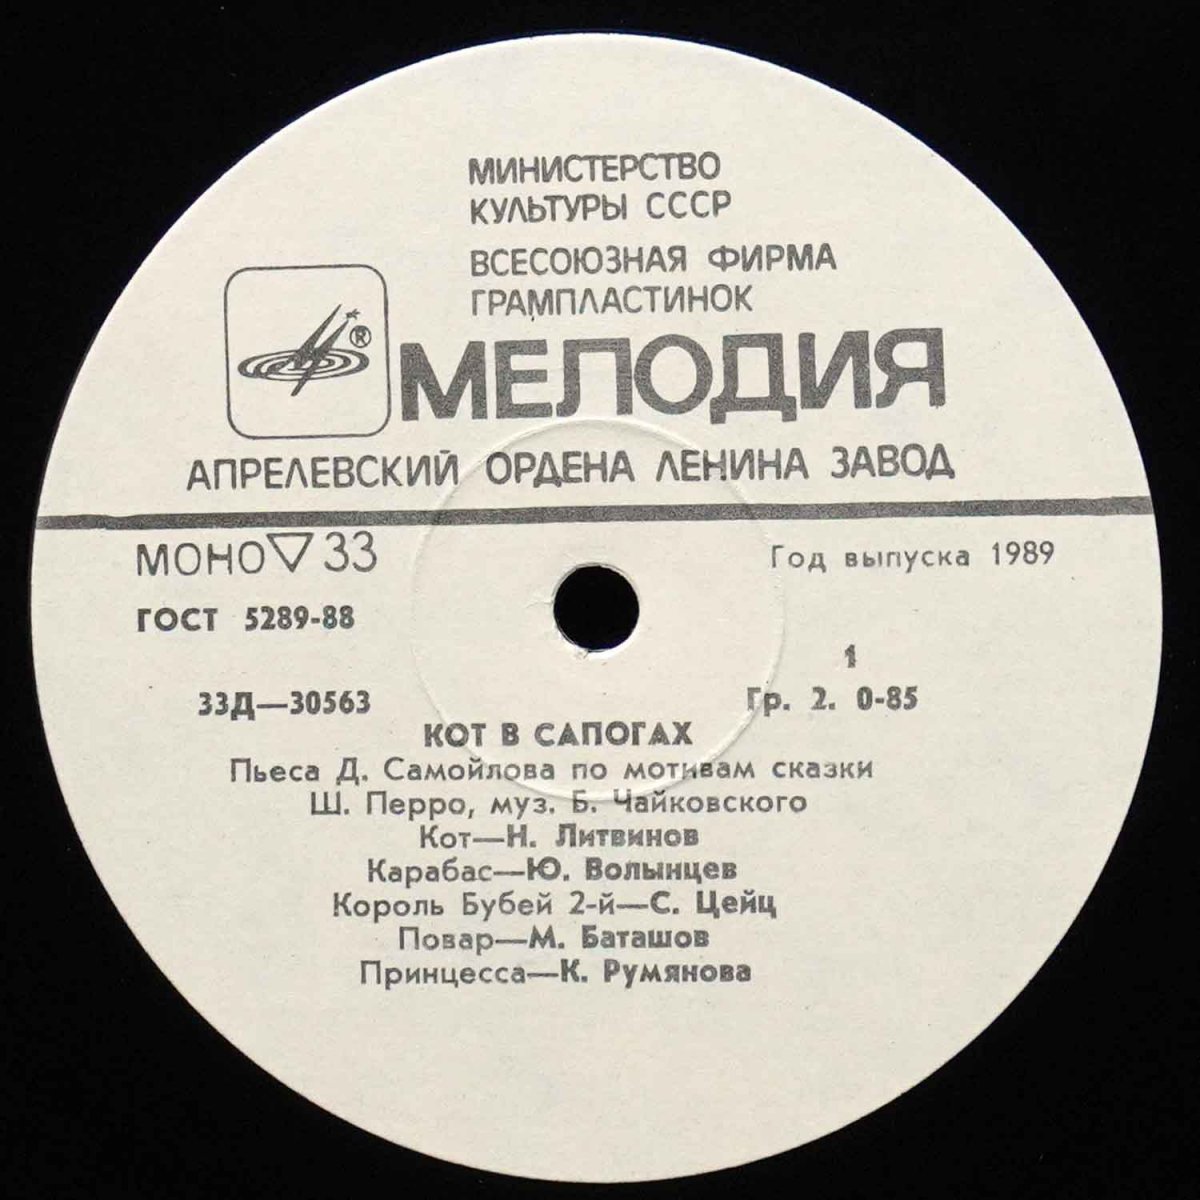 МИНИСТЕРСТВО
КУЛЬТУРЫ СССР
ВСЕСОЮЗНАЯ ФИРМА
ГРАМПЛАСТИНОК
®
МЕЛОДИЯ
АПРЕЛЕВСКИЙ ОРДЕНА ЛЕНИНА ЗАВОД
МОНО ▽ 33
Год выпуска 1989
ГОСТ 5289-88
1
33Д—30563
Гр. 2. 0-85
КОТ В САПОГАХ
Пьеса Д. Самойлова по мотивам сказки
Ш. Перро, муз. Б. Чайковского
Кот—Н. Литвинов
Карабас—Ю. Волынцев
Король Бубей 2-й—С. Цейц
Повар—М. Баташов
Принцесса—К. Румянова